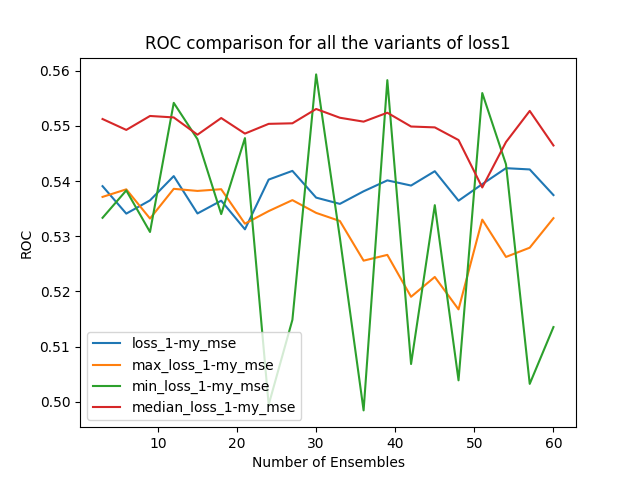 ROC comparison for all the variants of loss1
0.56
0.55
0.54
0.53
0.52
0.51
0.50
ROC
loss_1-my_mse
max_loss_1-my_mse
min_loss_1-my_mse
median_loss_1-my_mse
10 20 30 40 50 60
Number of Ensembles